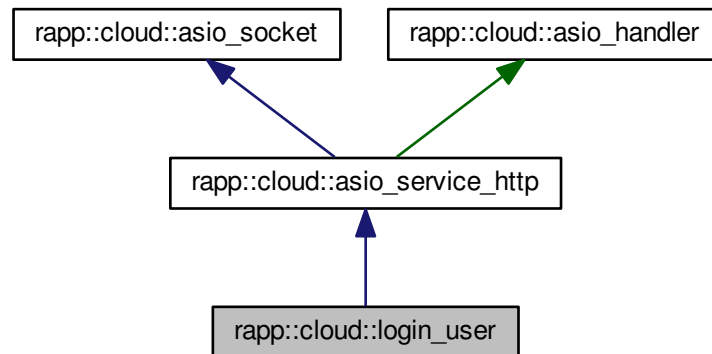 rapp::cloud::asio_socket
rapp::cloud::asio_handler
rapp::cloud::asio_service_http
rapp::cloud::login_user